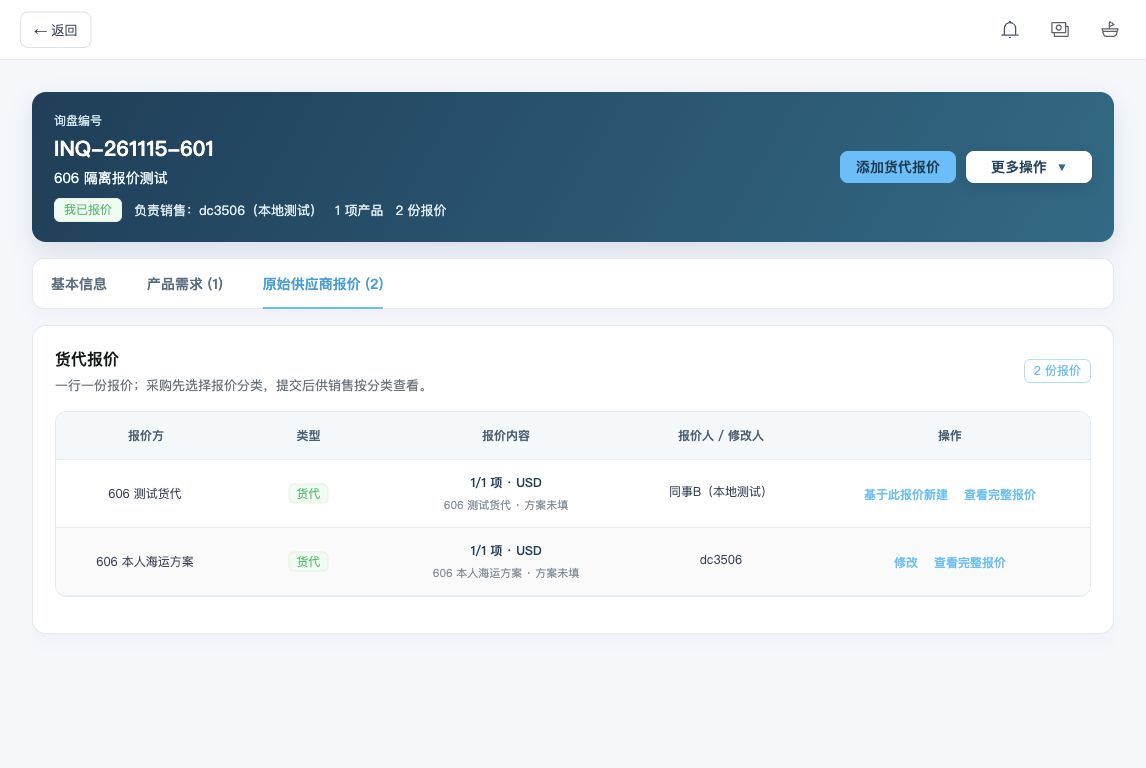 ← 返回
询盘编号
INQ-261115-601
606 隔离报价测试
我已报价 负责销售：dc3506（本地测试） 1 项产品 2 份报价
添加货代报价 更多操作 ▼
基本信息 产品需求 (1) 原始供应商报价 (2)
货代报价
一行一份报价；采购先选择报价分类，提交后供销售按分类查看。
2 份报价
报价方 类型 报价内容 报价人 / 修改人 操作
606 测试货代 货代 1/1 项 · USD 同事B（本地测试） 基于此报价新建 查看完整报价
606 测试货代 · 方案未填
606 本人海运方案 货代 1/1 项 · USD dc3506 修改 查看完整报价
606 本人海运方案 · 方案未填